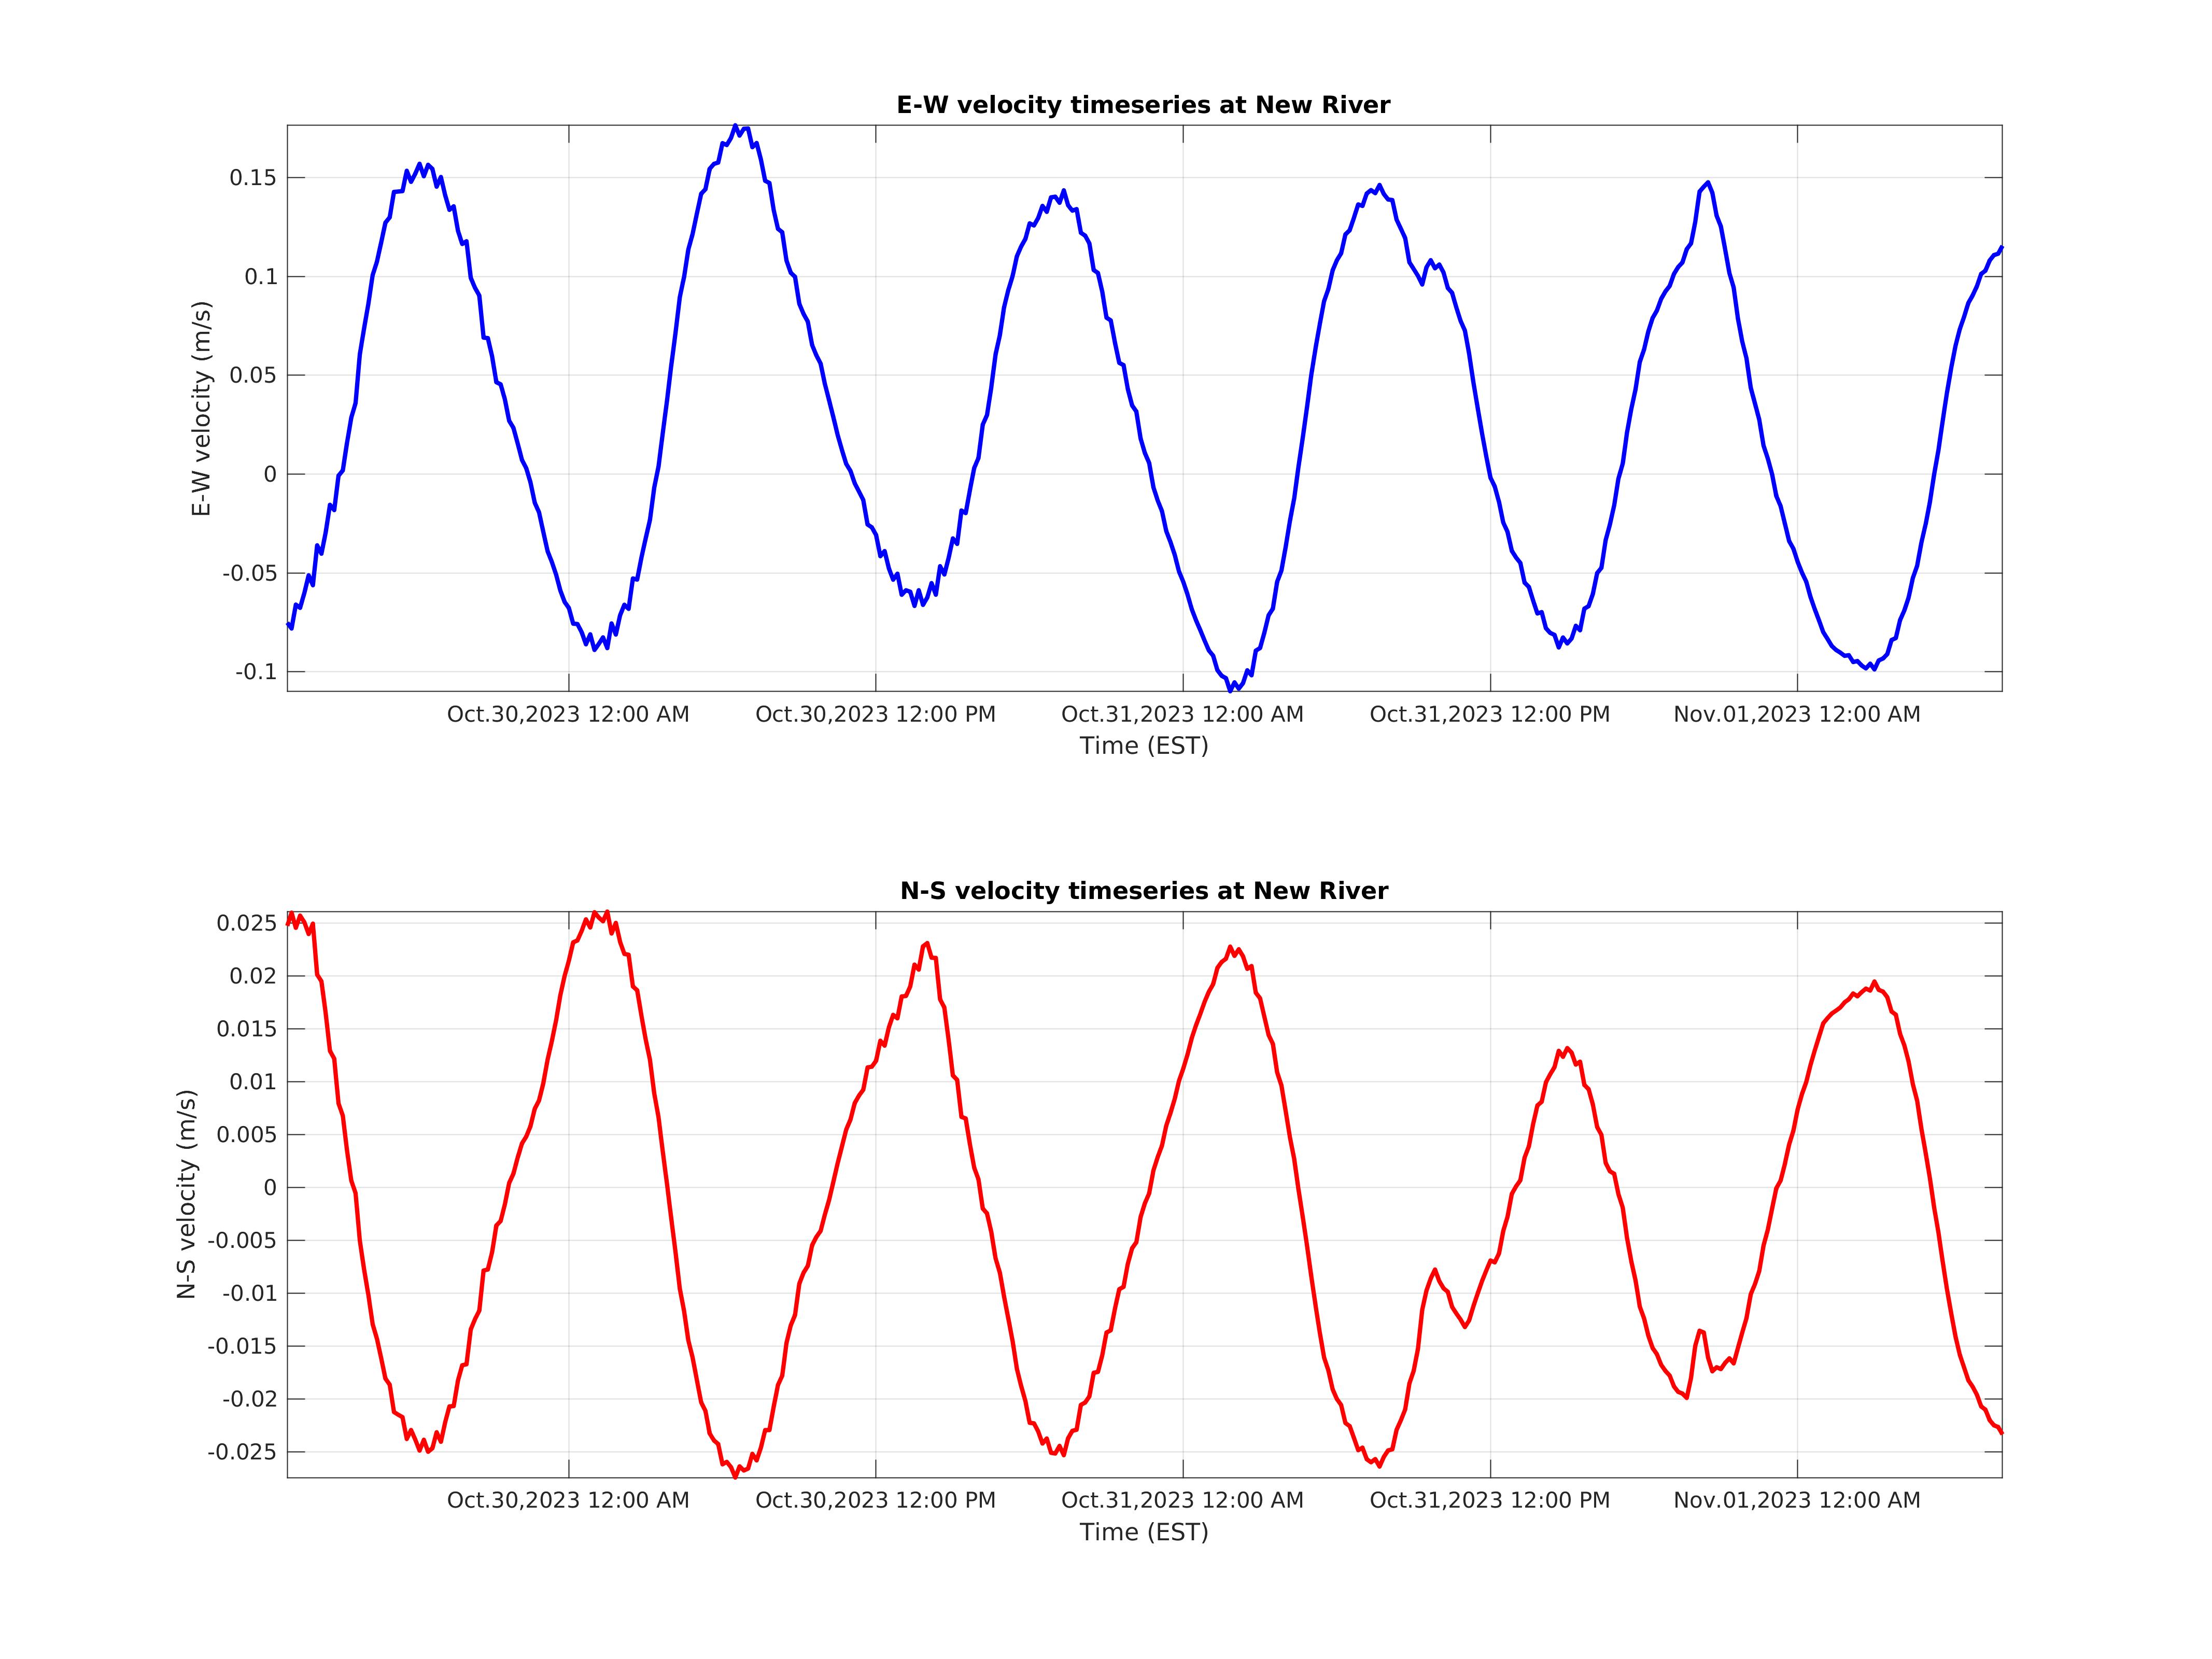 E-W velocity timeseries at New River
E-W velocity (m/s)
0.15
0.1
0.05
0
-0.05
-0.1
Oct.30,2023 12:00 AM
Oct.30,2023 12:00 PM
Oct.31,2023 12:00 AM
Oct.31,2023 12:00 PM
Nov.01,2023 12:00 AM
Time (EST)
N-S velocity timeseries at New River
N-S velocity (m/s)
0.025
0.02
0.015
0.01
0.005
0
-0.005
-0.01
-0.015
-0.02
-0.025
Oct.30,2023 12:00 AM
Oct.30,2023 12:00 PM
Oct.31,2023 12:00 AM
Oct.31,2023 12:00 PM
Nov.01,2023 12:00 AM
Time (EST)